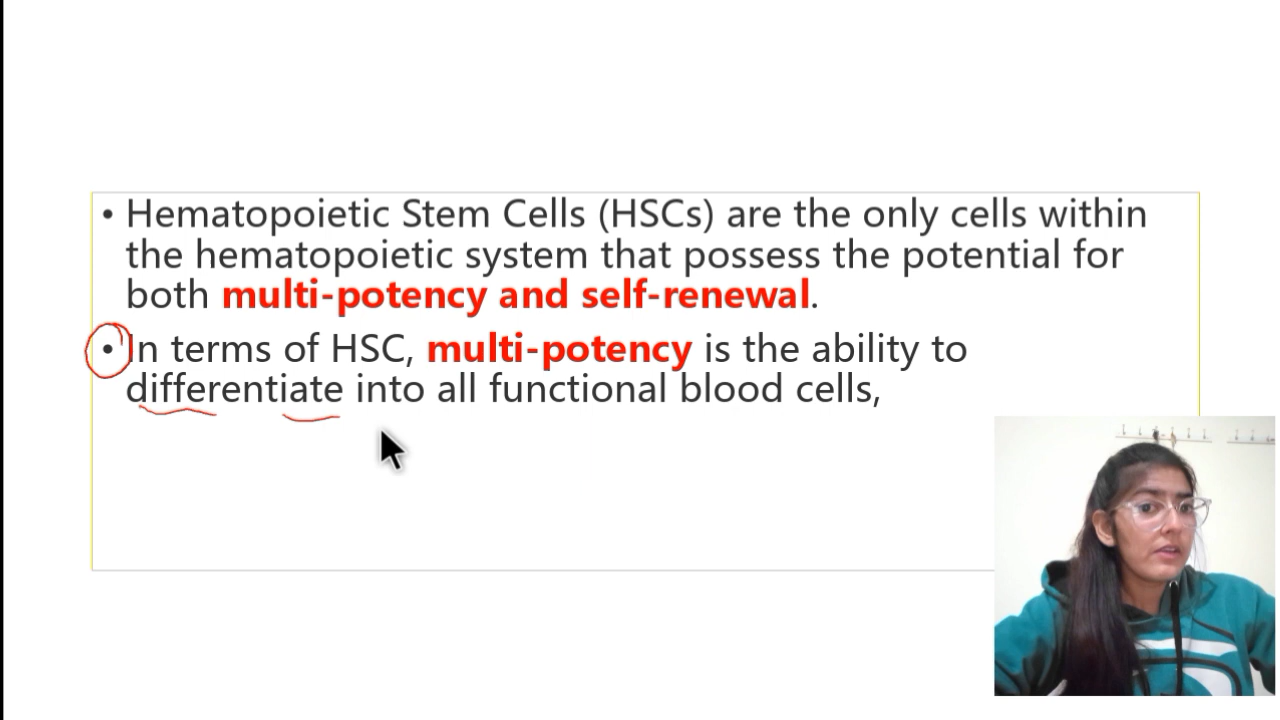 • Hematopoietic Stem Cells (HSCs) are the only cells within
the hematopoietic system that possess the potential for
both multi-potency and self-renewal.
• In terms of HSC, multi-potency is the ability to
differentiate into all functional blood cells,